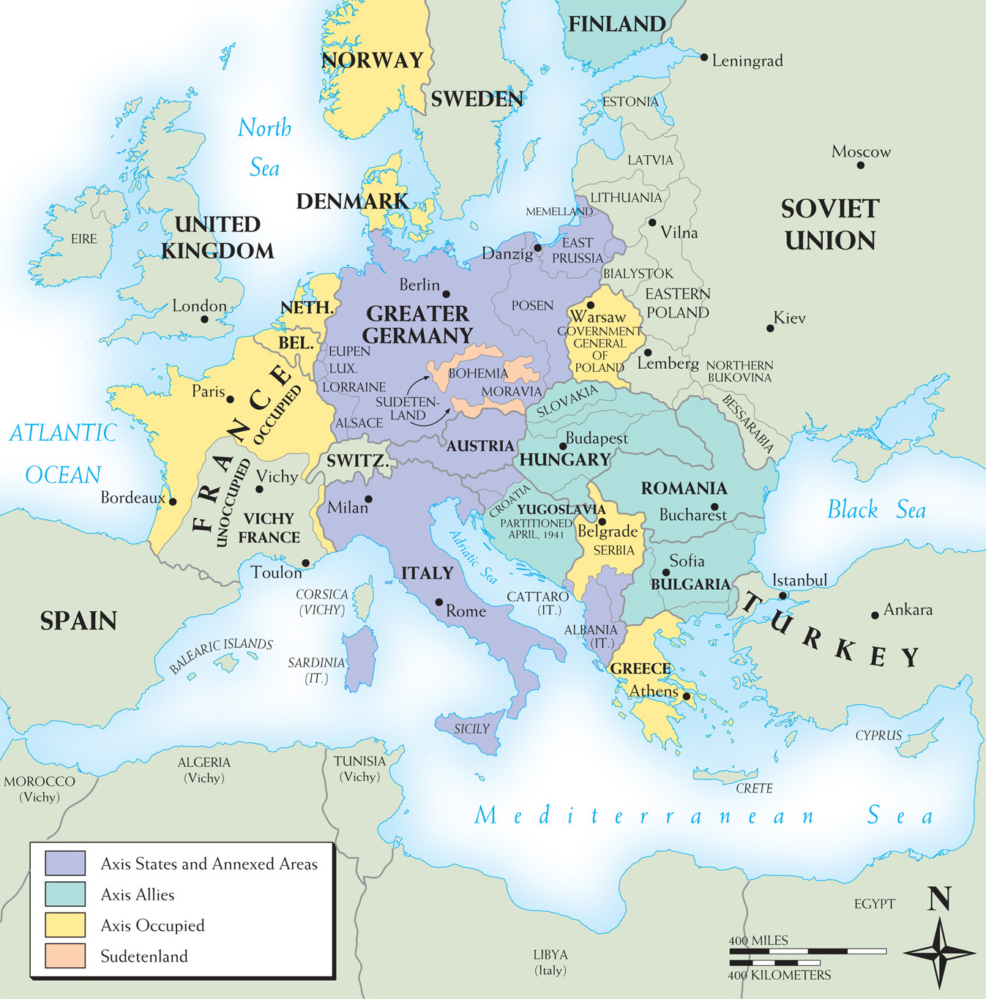 FINLAND
NORWAY
Leningrad
SWEDEN
ESTONIA
North
Sea
Moscow
LATVIA
DENMARK
LITHUANIA
MEMELLAND
SOVIET
UNION
UNITED
KINGDOM
EIRE
Vilna
EAST
PRUSSIA
Danzig
BIALYSTOK
Berlin
EASTERN
POLAND
London
NETH.
GREATER
GERMANY
POSEN
Warsaw
GOVERNMENT
GENERAL
OF
POLAND
Kiev
BEL.
EUPEN
LUX.
LORRAINE
ALSACE
BOHEMIA
MORAVIA
SUDETEN-
LAND
Lemberg
NORTHERN
BUKOVINA
BESSARABIA
Paris
FRANCE
OCCUPIED
UNOCCUPIED
SLOVAKIA
ATLANTIC
OCEAN
AUSTRIA
Budapest
HUNGARY
SWITZ.
Vichy
VICHY
FRANCE
Bordeaux
Milan
CROATIA
YUGOSLAVIA
PARTITIONED
APRIL, 1941
Belgrade
SERBIA
ROMANIA
Bucharest
Black Sea
Adriatic Sea
Toulon
ITALY
Sofia
BULGARIA
Istanbul
CORSICA
(VICHY)
Rome
CATTARO
(IT.)
TURKEY
Ankara
SPAIN
BALEARIC ISLANDS
SARDINIA
(IT.)
ALBANIA
(IT.)
GREECE
Athens
SICILY
CYPRUS
CRETE
MOROCCO
(Vichy)
ALGERIA
(Vichy)
TUNISIA
(Vichy)
Mediterranean Sea
Axis States and Annexed Areas
Axis Allies
Axis Occupied
Sudetenland
LIBYA
(Italy)
EGYPT
N
400 MILES
400 KILOMETERS